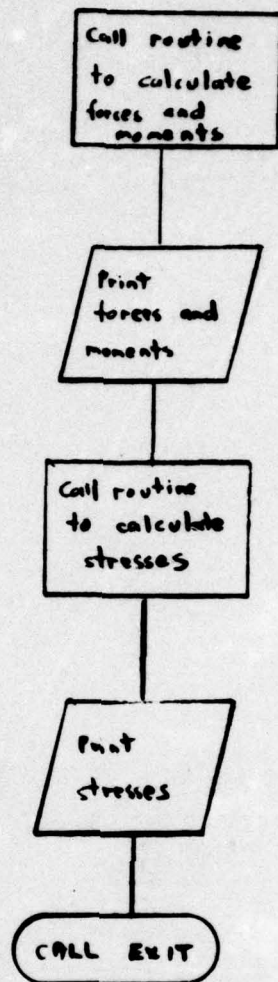 Call routine
to calculate
forces and
moments
Print
forces and
moments
Call routine
to calculate
stresses
Print
stresses
CALL EXIT